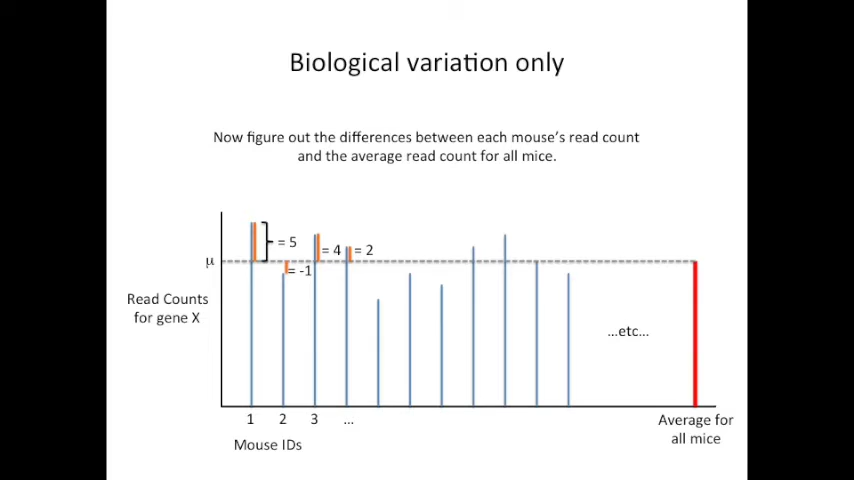 Biological variation only
Now figure out the differences between each mouse's read count
and the average read count for all mice.
= 5
= 4
= 2
μ
= -1
Read Counts
for gene X
...etc...
1 2 3 ...
Mouse IDs
Average for
all mice